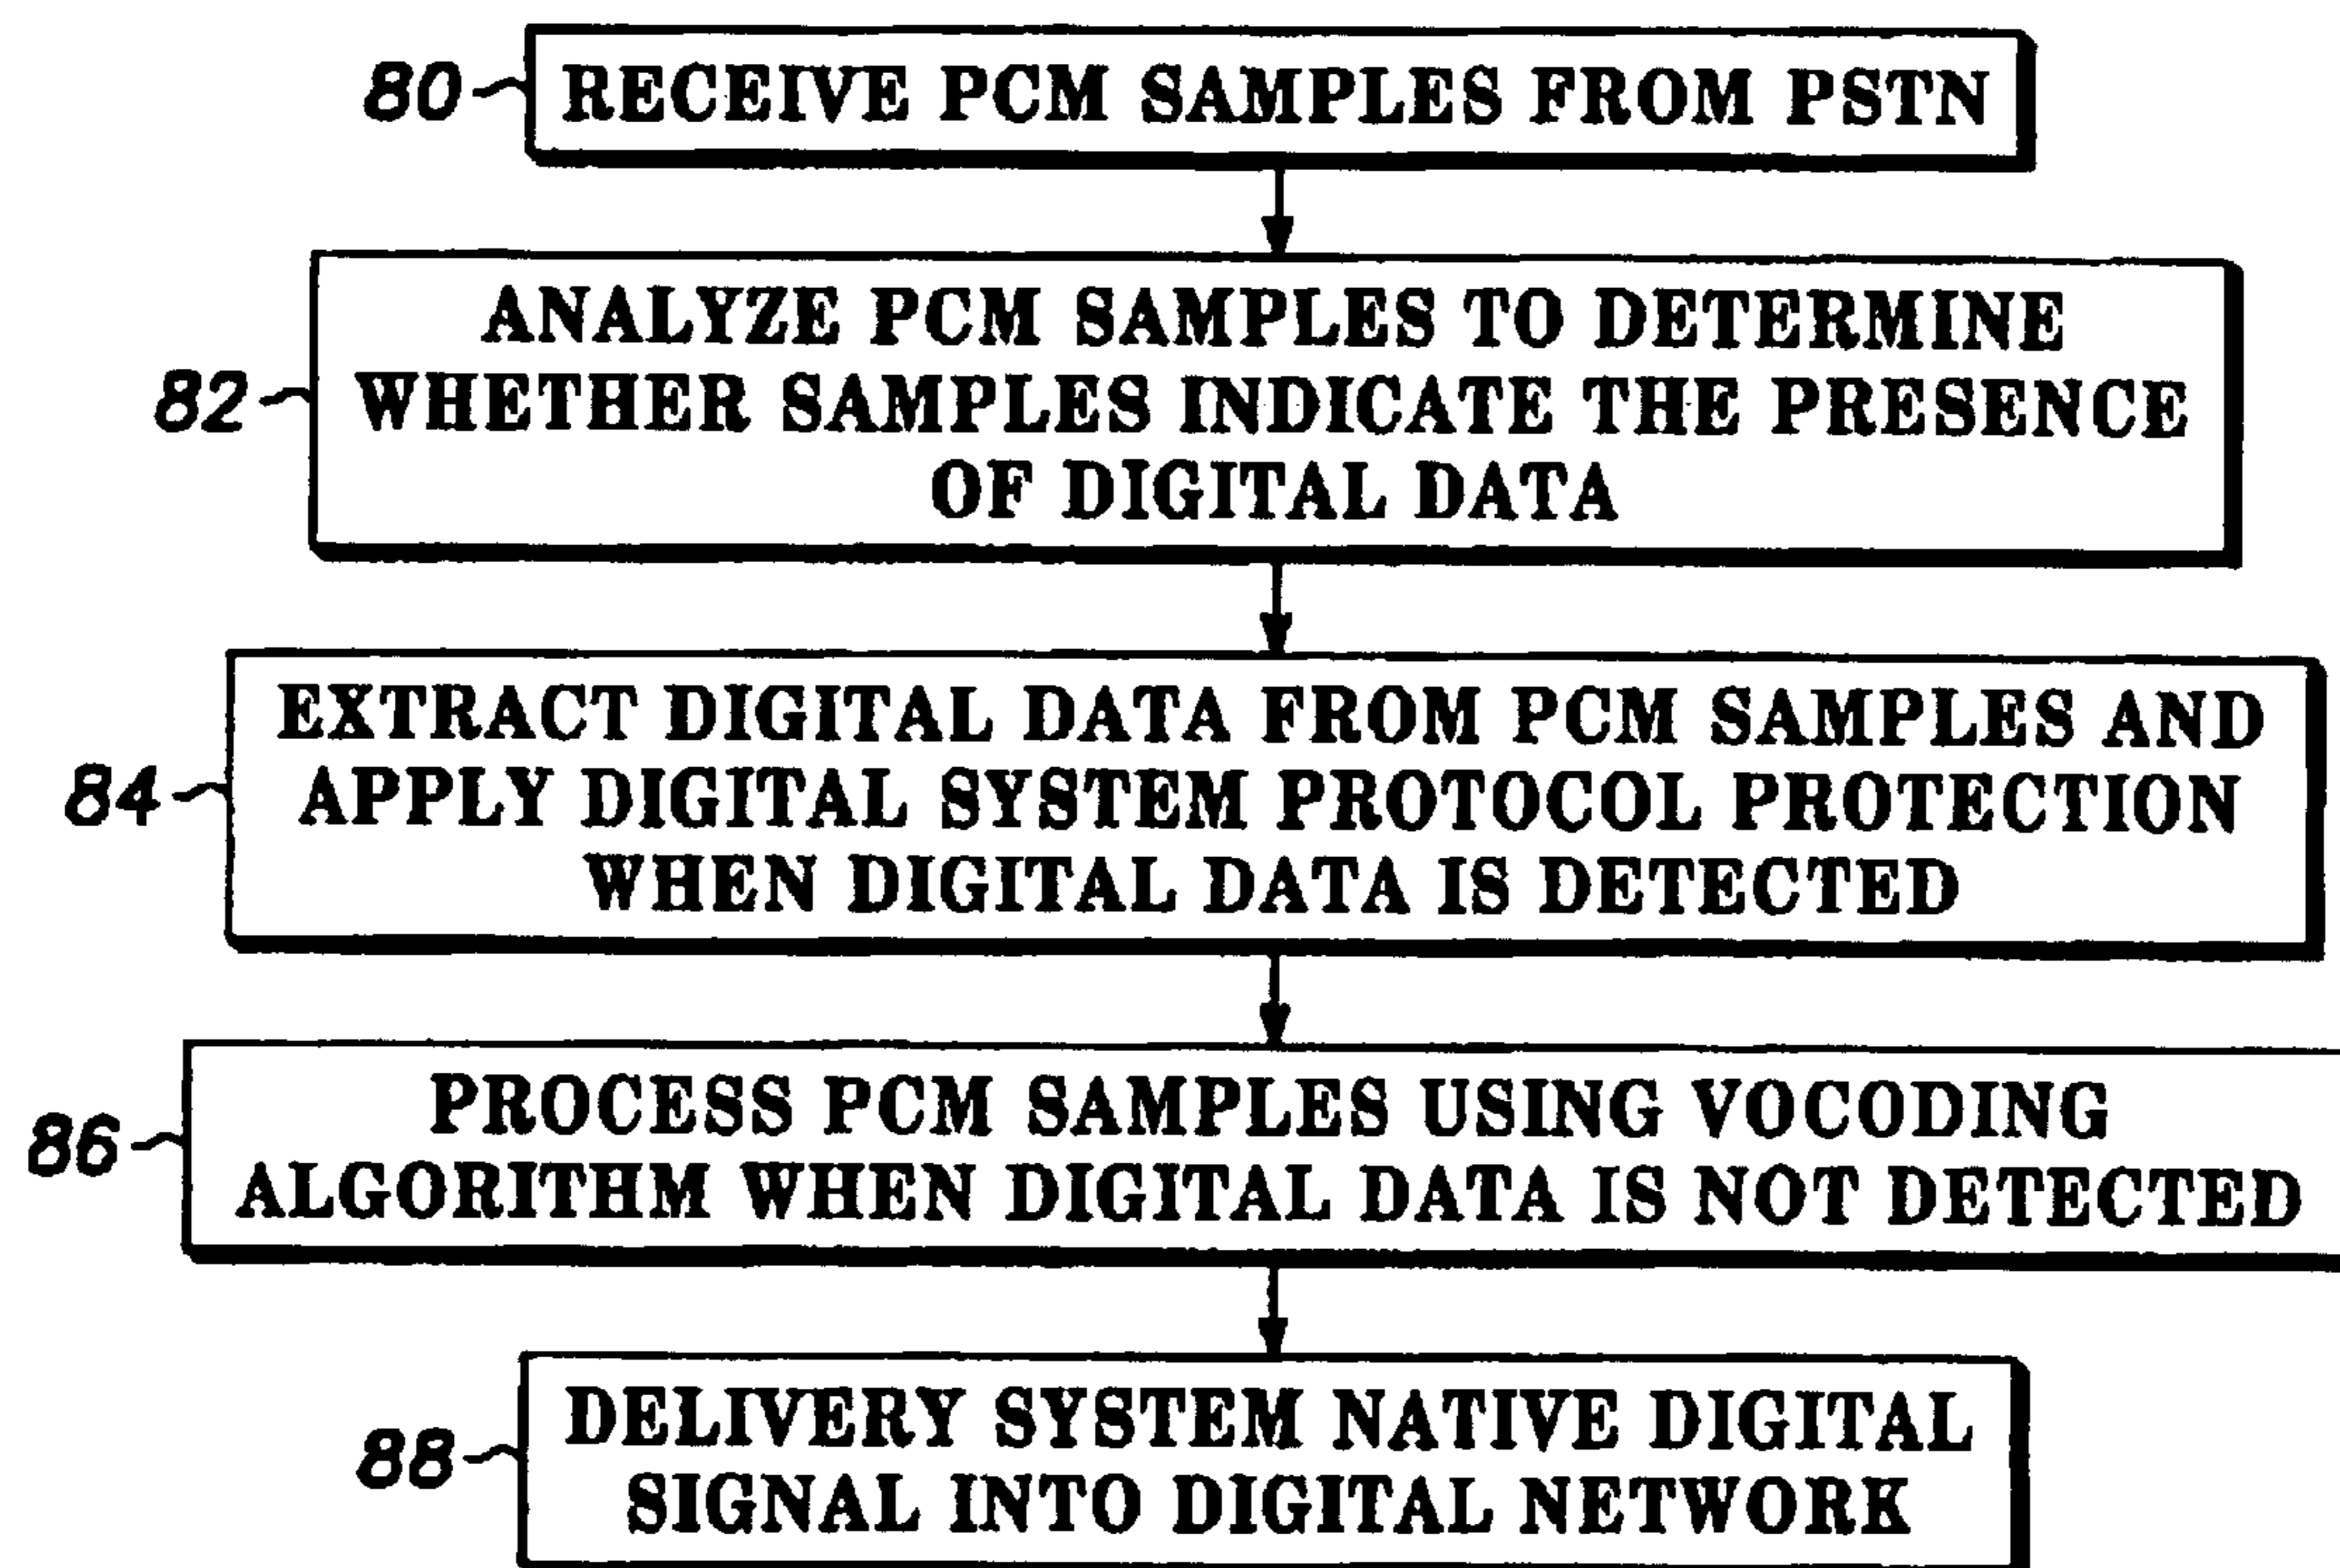 80
RECEIVE PCM SAMPLES FROM PSTN
82
ANALYZE PCM SAMPLES TO DETERMINE
WHETHER SAMPLES INDICATE THE PRESENCE
OF DIGITAL DATA
84
EXTRACT DIGITAL DATA FROM PCM SAMPLES AND
APPLY DIGITAL SYSTEM PROTOCOL PROTECTION
WHEN DIGITAL DATA IS DETECTED
86
PROCESS PCM SAMPLES USING VOCODING
ALGORITHM WHEN DIGITAL DATA IS NOT DETECTED
88
DELIVERY SYSTEM NATIVE DIGITAL
SIGNAL INTO DIGITAL NETWORK